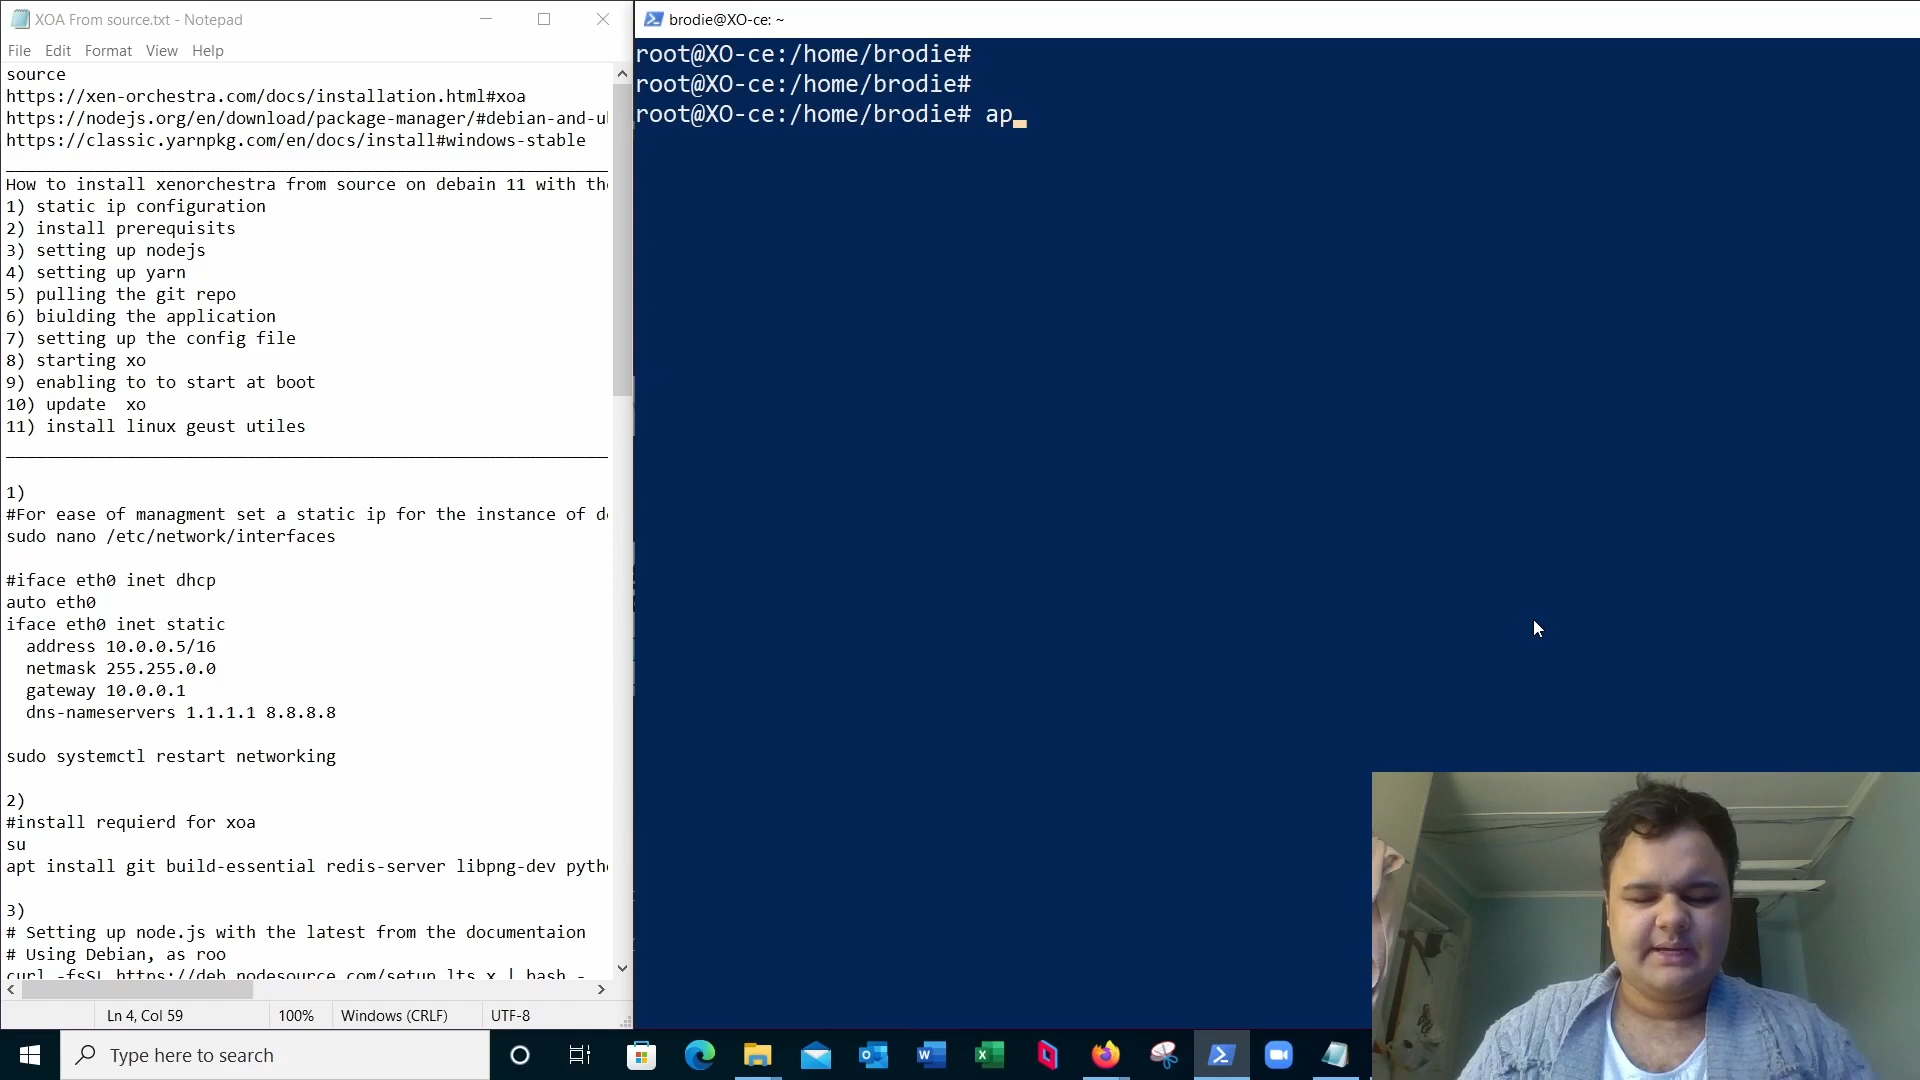 XOA From source.txt - Notepad
File Edit Format View Help
source
https://xen-orchestra.com/docs/installation.html#xoa
https://nodejs.org/en/download/package-manager/#debian-and-u
https://classic.yarnpkg.com/en/docs/install#windows-stable
How to install xenorchestra from source on debain 11 with the
1) static ip configuration
2) install prerequisits
3) setting up nodejs
4) setting up yarn
5) pulling the git repo
6) biulding the application
7) setting up the config file
8) starting xo
9) enabling to to start at boot
10) update  xo
11) install linux geust utiles
1)
#For ease of managment set a static ip for the instance of d
sudo nano /etc/network/interfaces
#iface eth0 inet dhcp
auto eth0
iface eth0 inet static
address 10.0.0.5/16
netmask 255.255.0.0
gateway 10.0.0.1
dns-nameservers 1.1.1.1 8.8.8.8
sudo systemctl restart networking
2)
#install requierd for xoa
su
apt install git build-essential redis-server libpng-dev pyth
3)
# Setting up node.js with the latest from the documentaion
# Using Debian, as roo
curl -fsSL https://deb.nodesource.com/setup_lts.x | bash -
Ln 4, Col 59 100% Windows (CRLF) UTF-8
brodie@XO-ce: ~
root@XO-ce:/home/brodie#
root@XO-ce:/home/brodie#
root@XO-ce:/home/brodie# ap
Type here to search